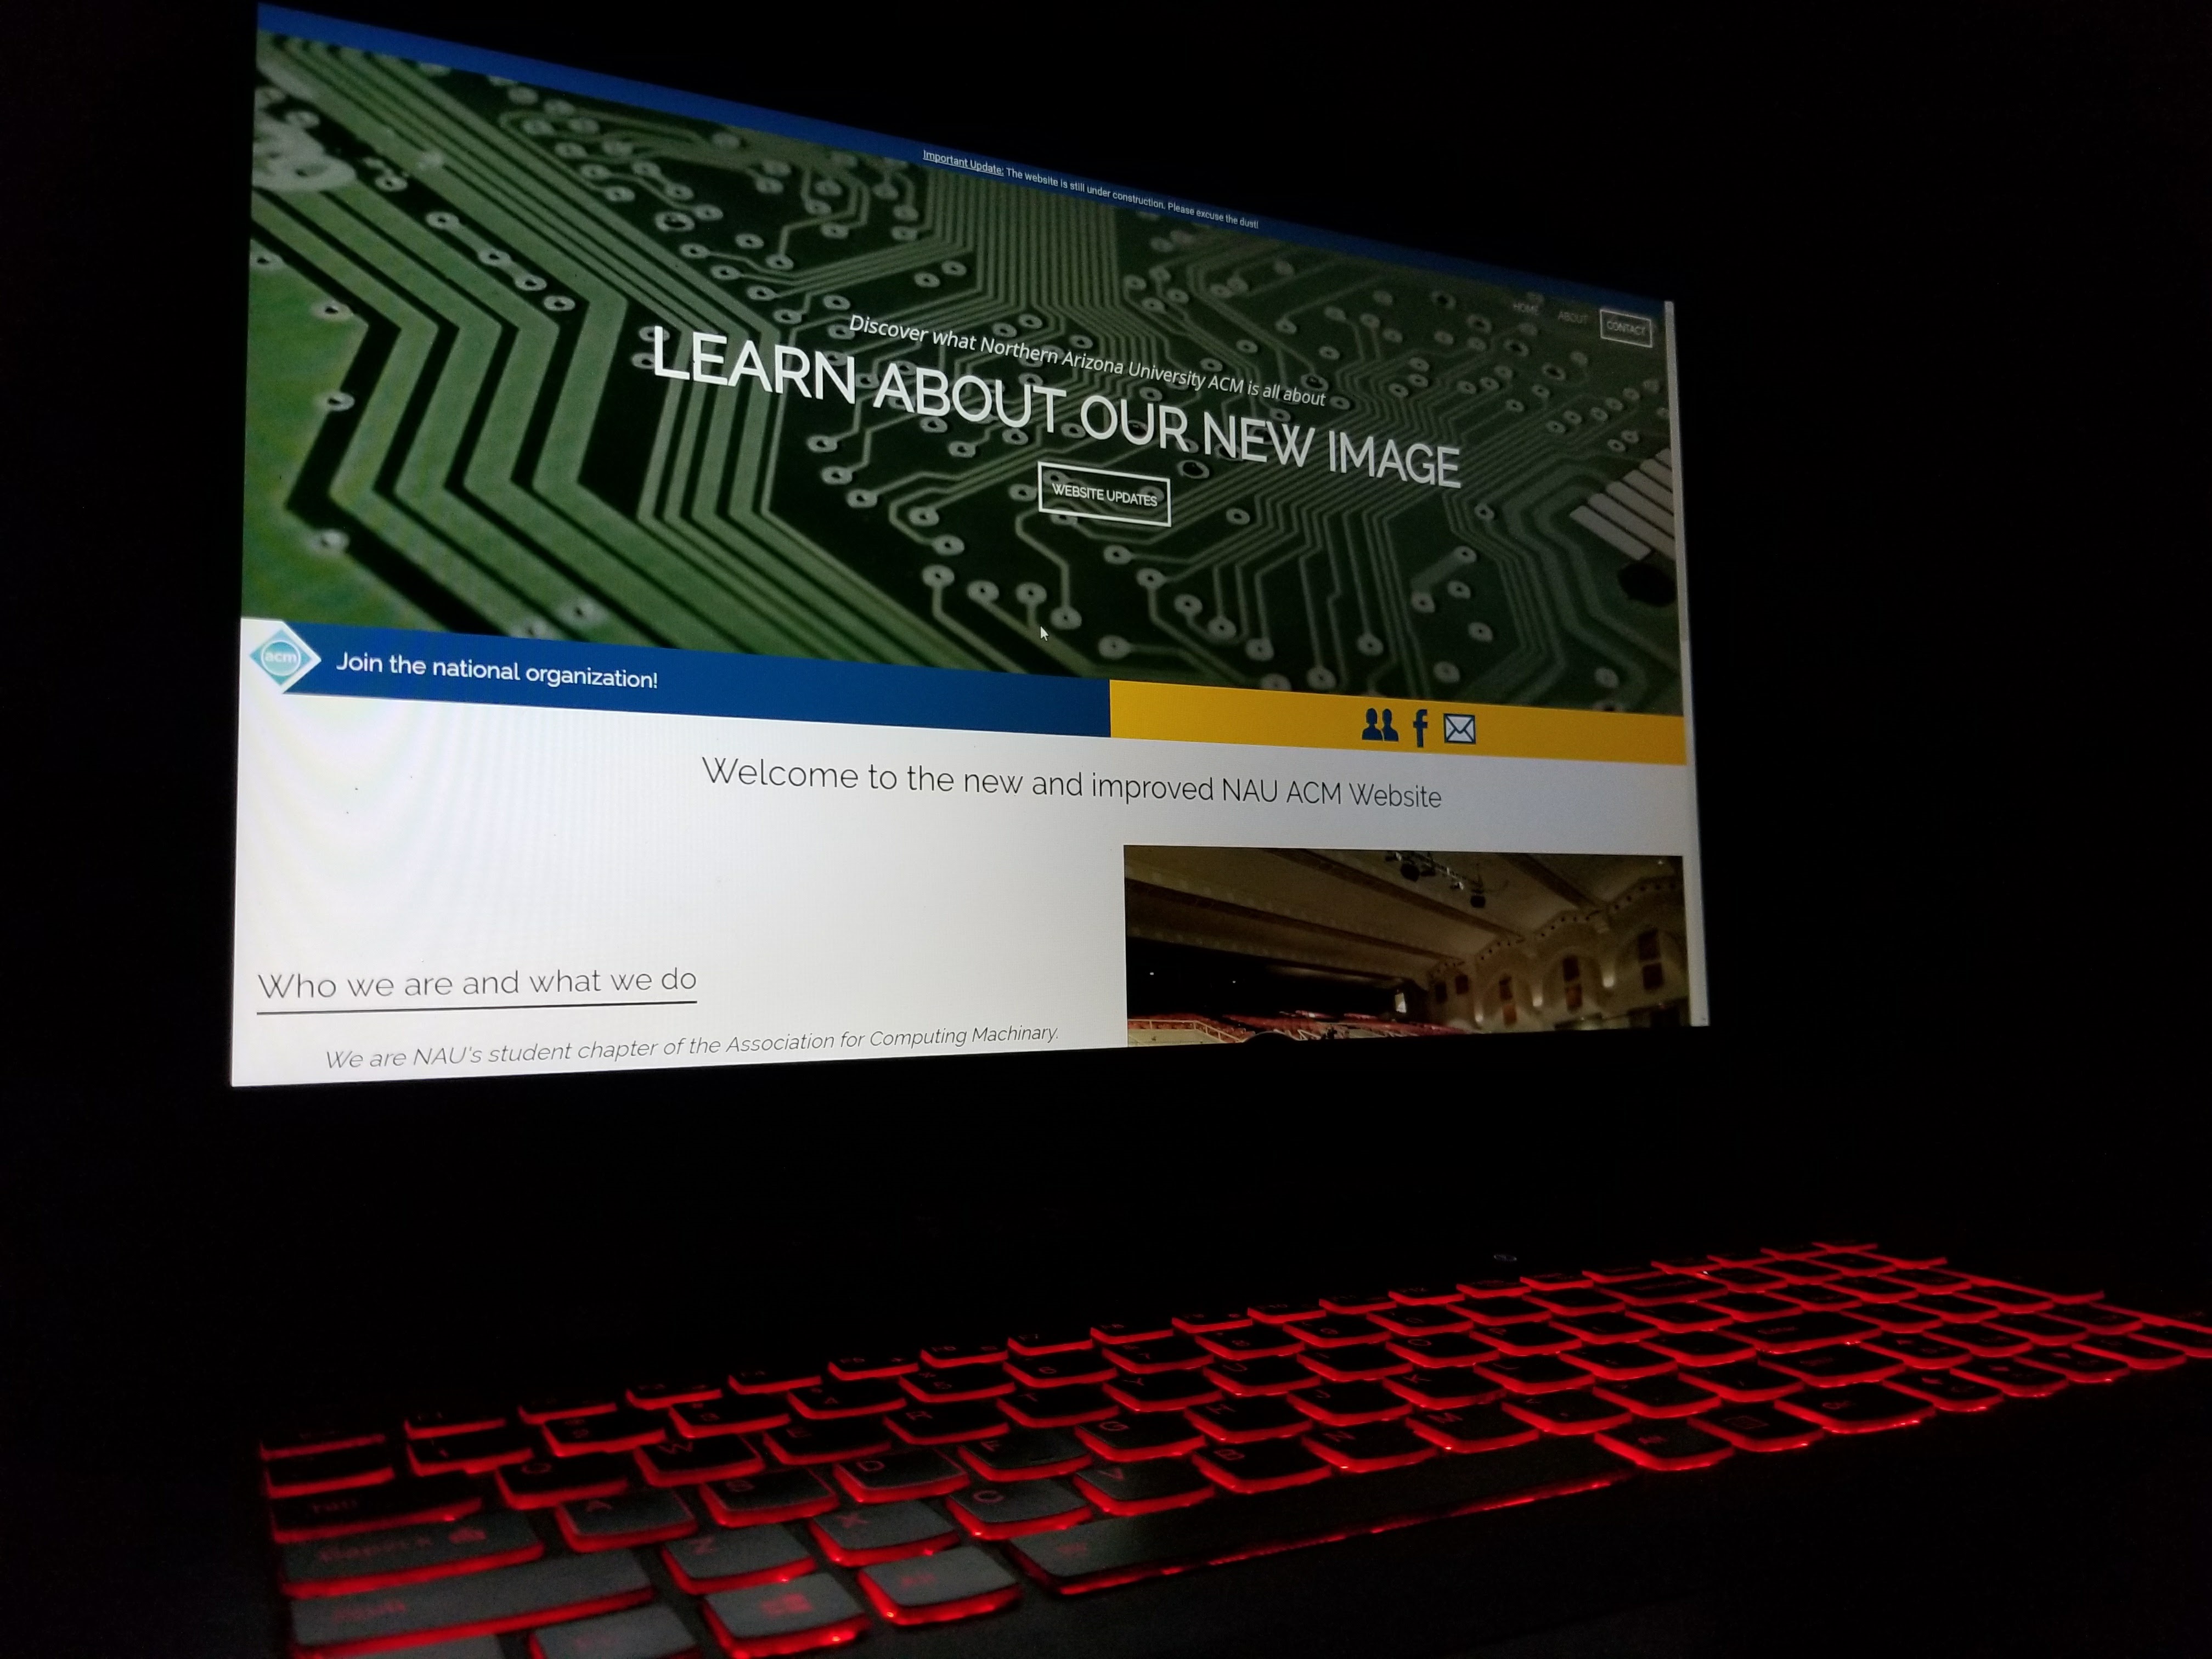 Important Update: The website is still under construction. Please excuse the dust!
HOME ABOUT CONTACT
Discover what Northern Arizona University ACM is all about
LEARN ABOUT OUR NEW IMAGE
WEBSITE UPDATES
acm
Join the national organization!
f
Welcome to the new and improved NAU ACM Website
Who we are and what we do
We are NAU's student chapter of the Association for Computing Machinary.
W E
A S D F G H J K L
Z X C V B N M
Alt